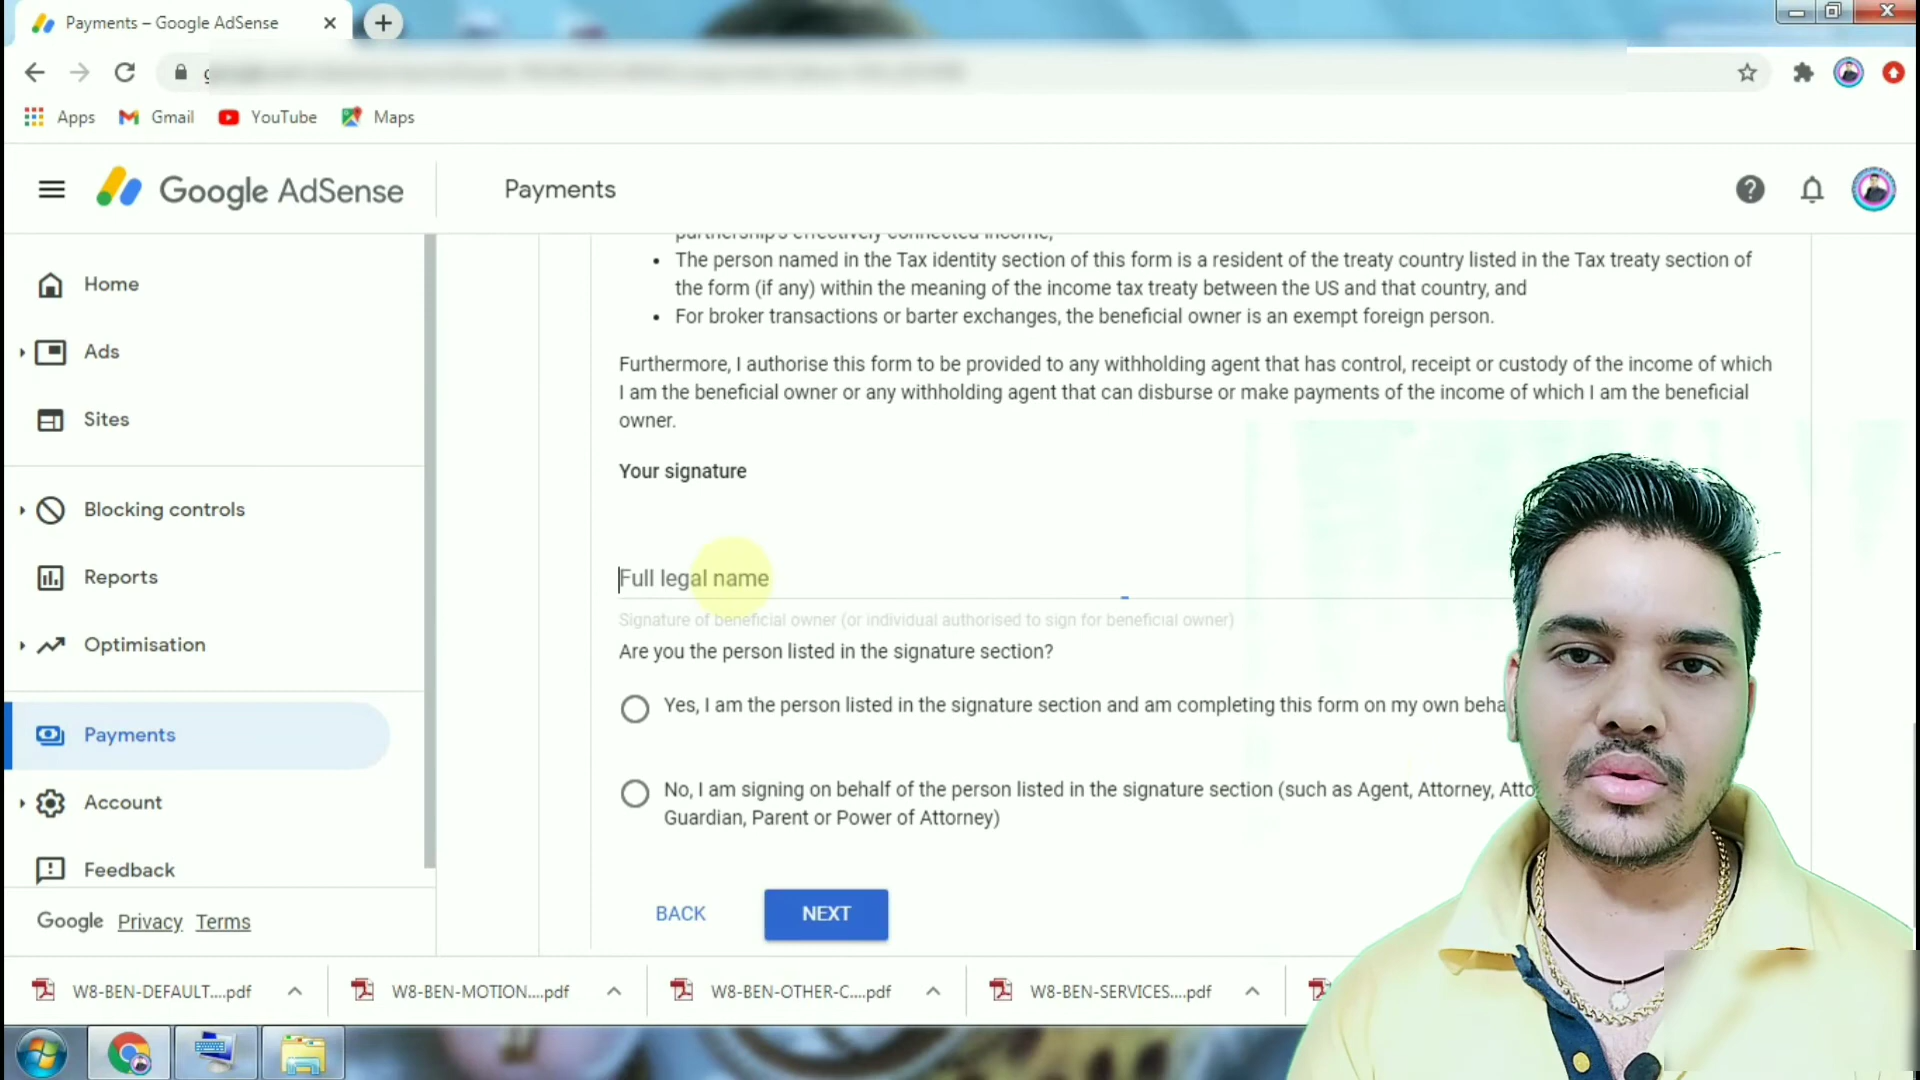 Payments – Google AdSense
Apps
Gmail
YouTube
Maps
Google AdSense
Payments
Home
Ads
Sites
Blocking controls
Reports
Optimisation
Payments
Account
Feedback
Google Privacy Terms
partnership's effectively connected income,
• The person named in the Tax identity section of this form is a resident of the treaty country listed in the Tax treaty section of
the form (if any) within the meaning of the income tax treaty between the US and that country, and
• For broker transactions or barter exchanges, the beneficial owner is an exempt foreign person.
Furthermore, I authorise this form to be provided to any withholding agent that has control, receipt or custody of the income of which
I am the beneficial owner or any withholding agent that can disburse or make payments of the income of which I am the beneficial
owner.
Your signature
Full legal name
Signature of beneficial owner (or individual authorised to sign for beneficial owner)
Are you the person listed in the signature section?
Yes, I am the person listed in the signature section and am completing this form on my own beha
No, I am signing on behalf of the person listed in the signature section (such as Agent, Attorney, Atto
Guardian, Parent or Power of Attorney)
BACK
NEXT
W8-BEN-DEFAULT....pdf
W8-BEN-MOTION....pdf
W8-BEN-OTHER-C....pdf
W8-BEN-SERVICES....pdf